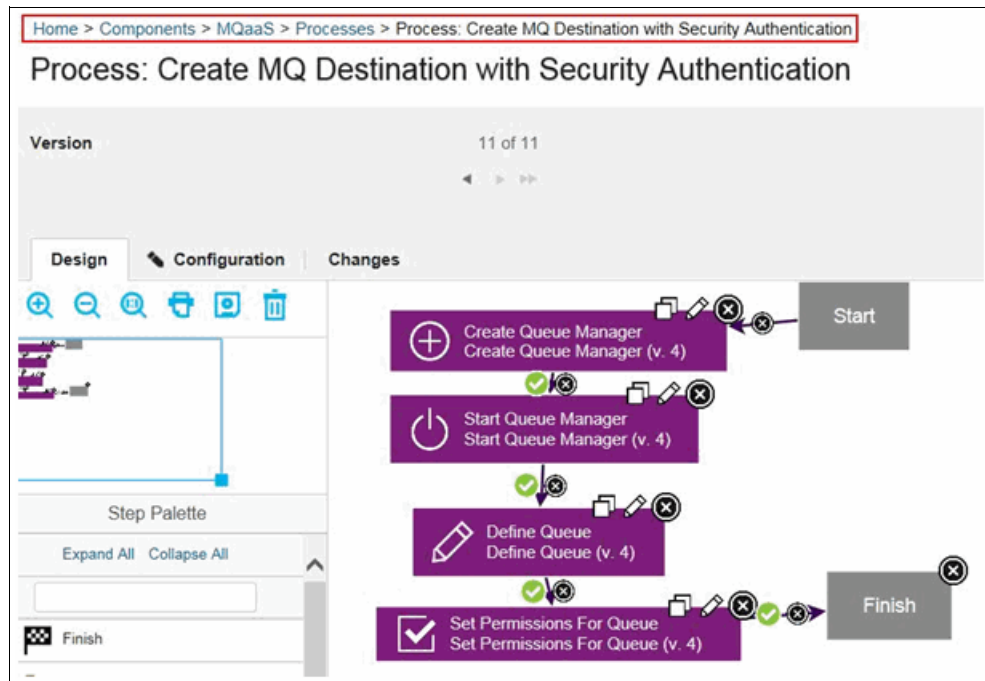 Home > Components > MQaaS > Processes > Process: Create MQ Destination with Security Authentication
Process: Create MQ Destination with Security Authentication
Version
11 of 11
Design
Configuration
Changes
Start
Create Queue Manager
Create Queue Manager (v. 4)
Start Queue Manager
Start Queue Manager (v. 4)
Step Palette
Define Queue
Define Queue (v. 4)
Expand All Collapse All
Finish
Set Permissions For Queue
Set Permissions For Queue (v. 4)
Finish